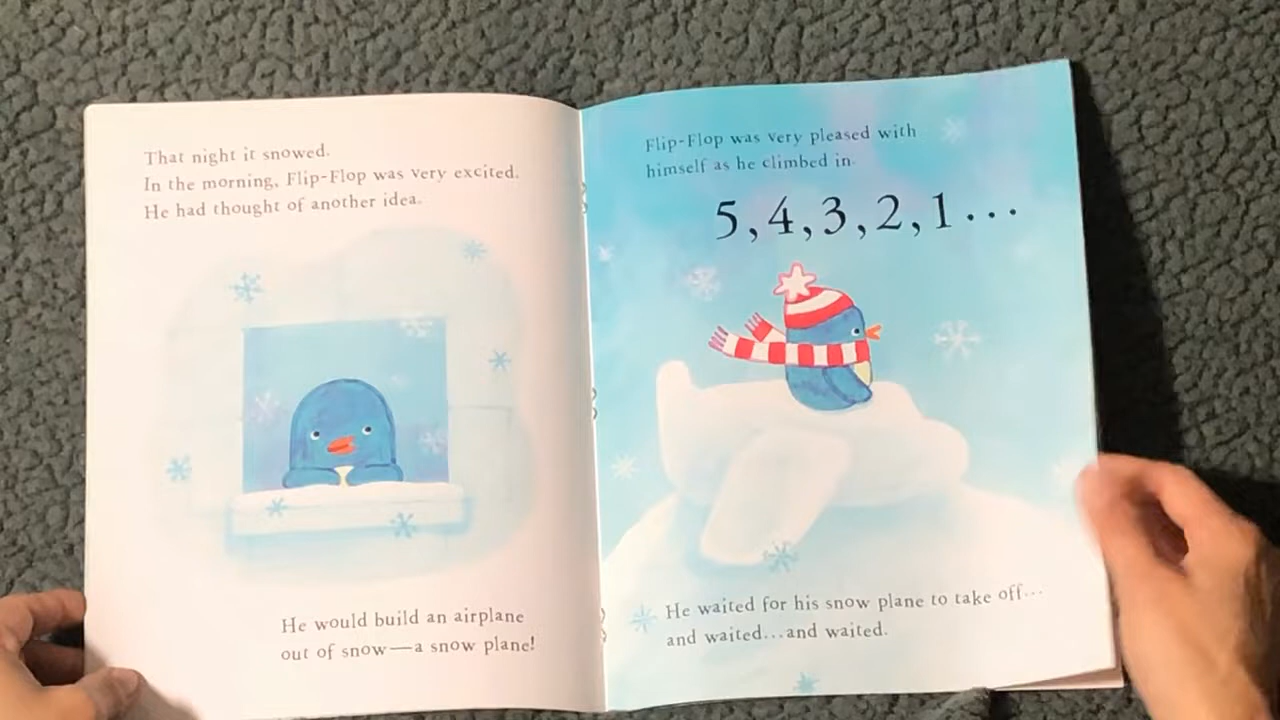 That night it snowed.
In the morning, Flip-Flop was very excited.
He had thought of another idea.
He would build an airplane
out of snow—a snow plane!
Flip-Flop was very pleased with
himself as he climbed in.
5, 4, 3, 2, 1...
He waited for his snow plane to take off...
and waited...and waited.